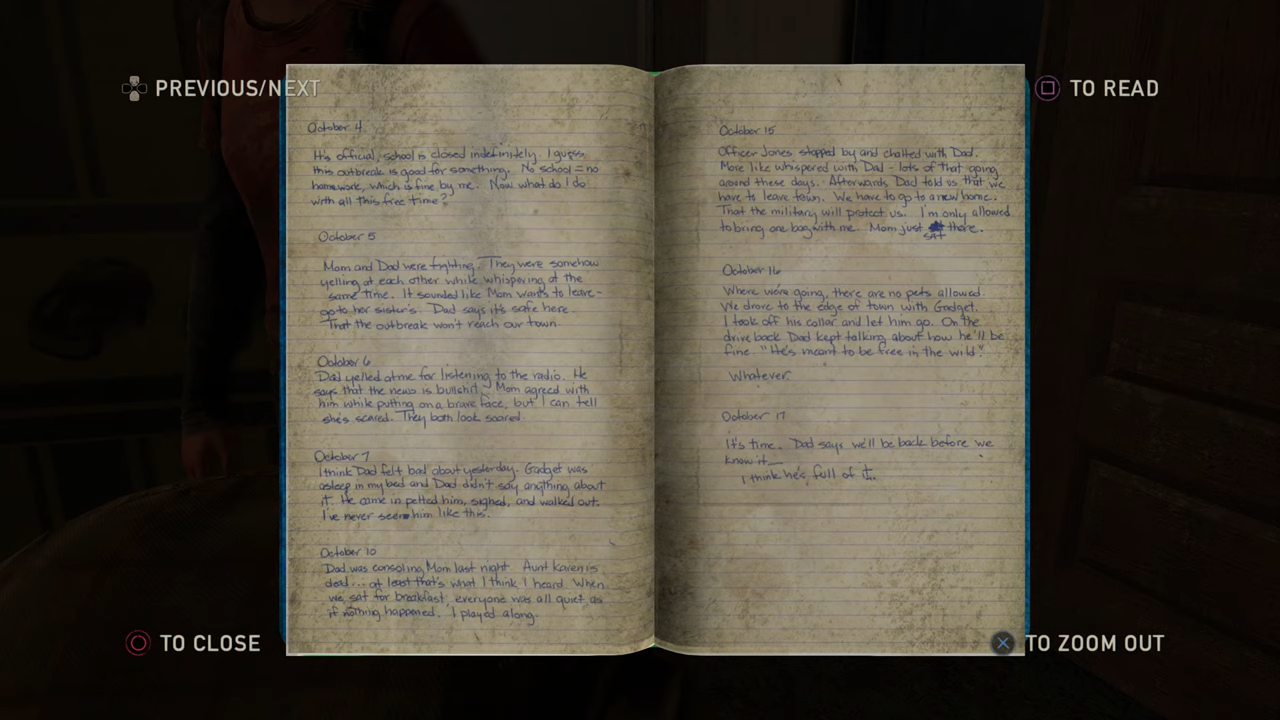 PREVIOUS/NEXT
TO READ
October 4
It's official, school is closed indefinitely. I guess
this outbreak is good for something. No school = no
homework, which is fine by me. Now what do I do
with all this free time?
October 5
Mom and Dad were fighting. They were somehow
yelling at each other while whispering at the
same time. It sounded like Mom wants to leave -
go to her sister's. Dad says it's safe here.
That the outbreak won't reach our town.
October 6
Dad yelled at me for listening to the radio. He
says that the news is bullshit. Mom agreed with
him while putting on a brave face, but I can tell
she's scared. They both look scared.
October 7
I think Dad felt bad about yesterday. Gadget was
asleep in my bed and Dad didn't say anything about
it. He came in petted him, sighed, and walked out.
I've never seen him like this.
October 10
Dad was consoling Mom last night. Aunt Karen is
dead... at least that's what I think I heard. When
we sat for breakfast, everyone was all quiet, as
if nothing happened. I played along.
October 15
Officer Jones stopped by and chatted with Dad.
More like whispered with Dad - lots of that going
around these days. Afterwards Dad told us that we
have to leave town. We have to go to a new home.
That the military will protect us. I'm only allowed
to bring one bag with me. Mom just sat there.
October 16
Where we're going, there are no pets allowed.
We drove to the edge of town with Gadget.
I took off his collar and let him go. On the
drive back Dad kept talking about how he'll be
fine. "He's meant to be free in the wild".
Whatever.
October 17
It's time. Dad says we'll be back before we
know it
I think he's full of it.
TO CLOSE
TO ZOOM OUT